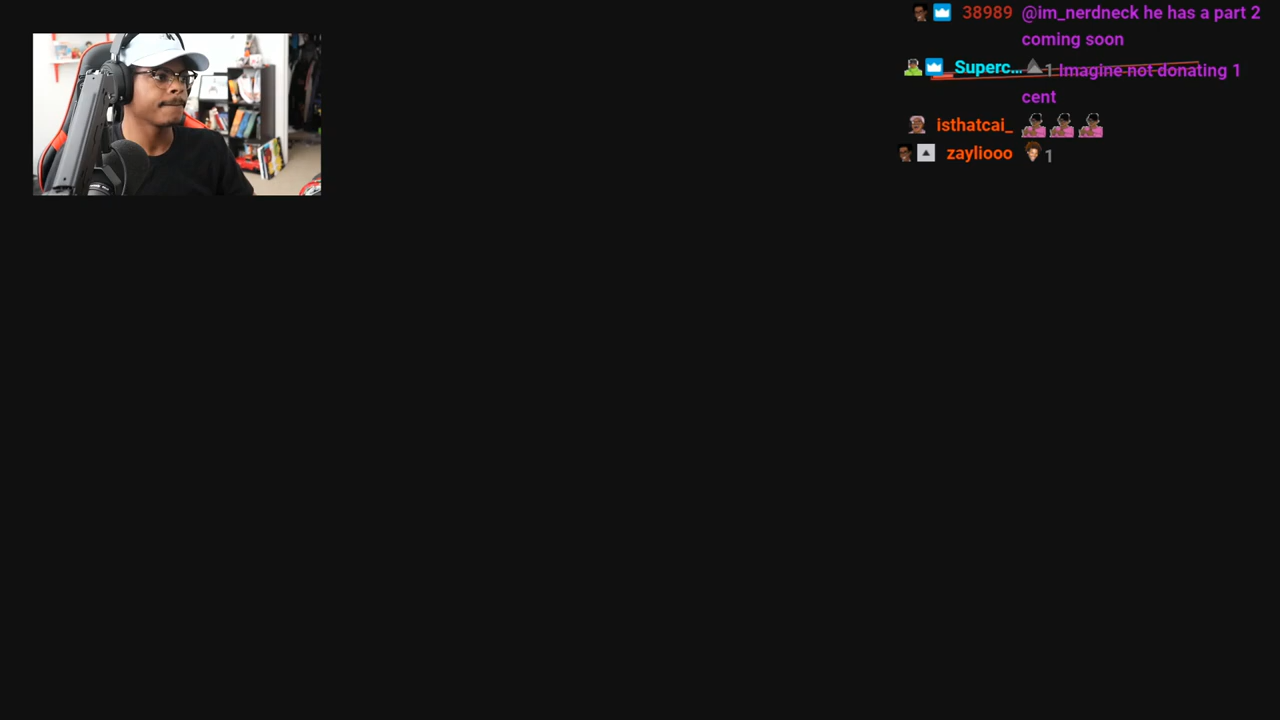 38989 @im_nerdneck he has a part 2
coming soon
Superc... 1 Imagine not donating 1
cent
isthatcai_
zayliooo 1